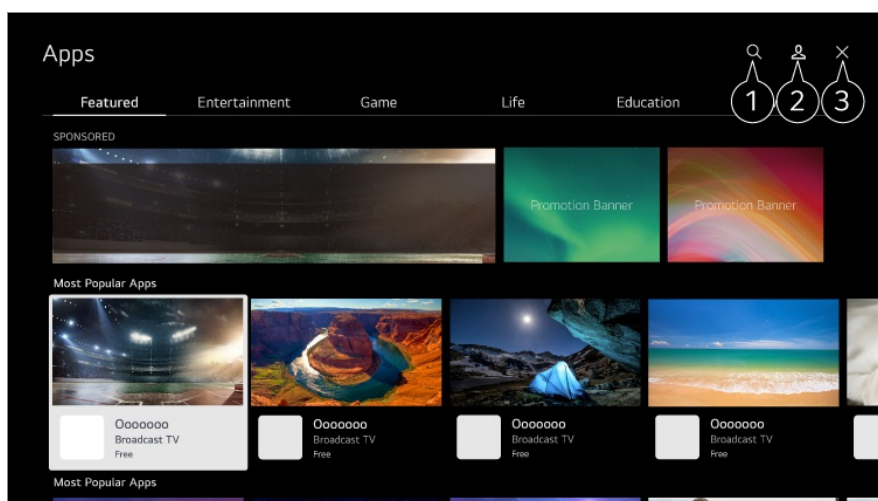 Apps
1 2 3
Featured Entertainment Game Life Education
SPONSORED
Promotion Banner Promotion Banner
Most Popular Apps
Ooooooo Ooooooo Ooooooo Ooooooo
Broadcast TV Broadcast TV Broadcast TV Broadcast TV
Free Free Free Free
Most Popular Apps